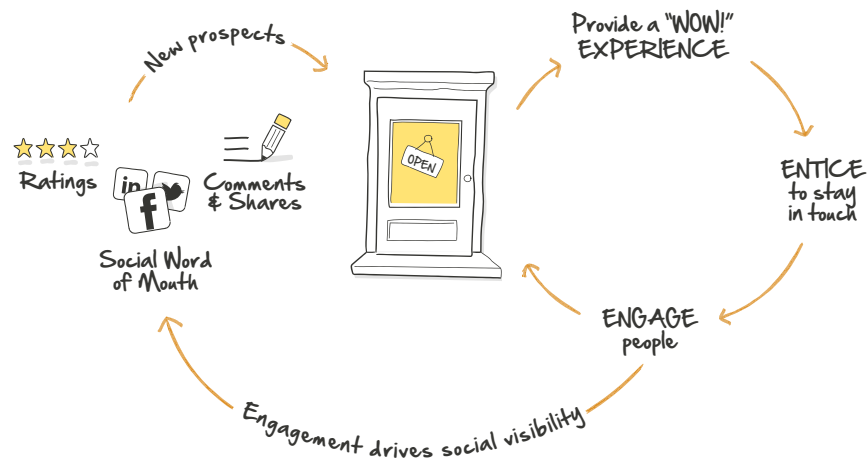 New prospects
Provide a "WOW!"
EXPERIENCE
OPEN
Ratings
in
f
Comments
& Shares
Social Word
of Mouth
ENTICE
to stay
in touch
ENGAGE
people
Engagement drives social visibility